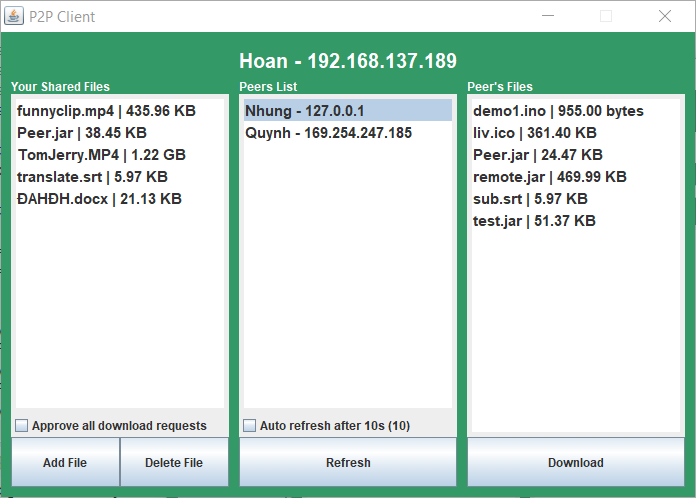 P2P Client
Hoan - 192.168.137.189
Your Shared Files
funnyclip.mp4 | 435.96 KB
Peer.jar | 38.45 KB
TomJerry.MP4 | 1.22 GB
translate.srt | 5.97 KB
ĐAHĐH.docx | 21.13 KB
Approve all download requests
Add File
Delete File
Peers List
Nhung - 127.0.0.1
Quynh - 169.254.247.185
Auto refresh after 10s (10)
Refresh
Peer's Files
demo1.ino | 955.00 bytes
liv.ico | 361.40 KB
Peer.jar | 24.47 KB
remote.jar | 469.99 KB
sub.srt | 5.97 KB
test.jar | 51.37 KB
Download